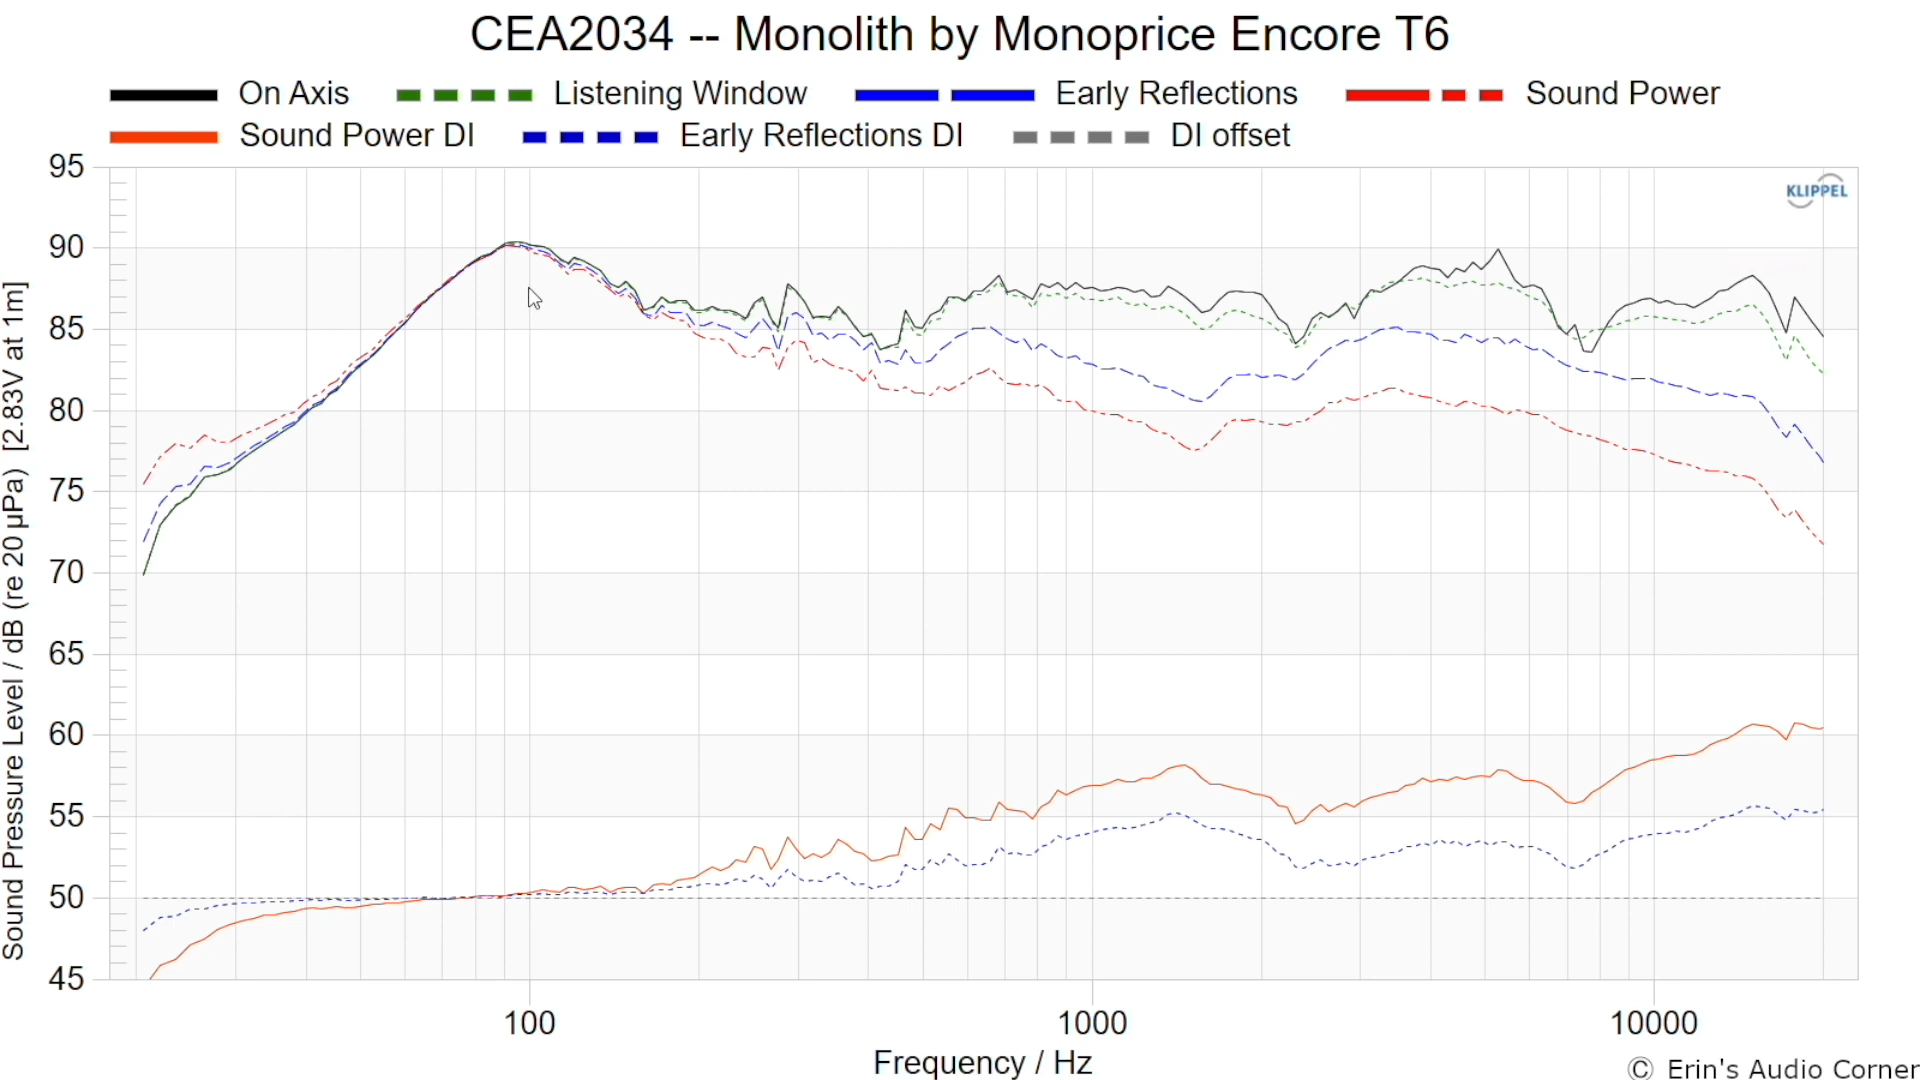 CEA2034 -- Monolith by Monoprice Encore T6
On Axis Listening Window Early Reflections Sound Power
Sound Power DI Early Reflections DI DI offset
95
KLIPPEL
90
85
80
75
70
65
60
55
50
45
Sound Pressure Level / dB (re 20 µPa) [2.83V at 1m]
100 1000 10000
Frequency / Hz
© Erin's Audio Corner